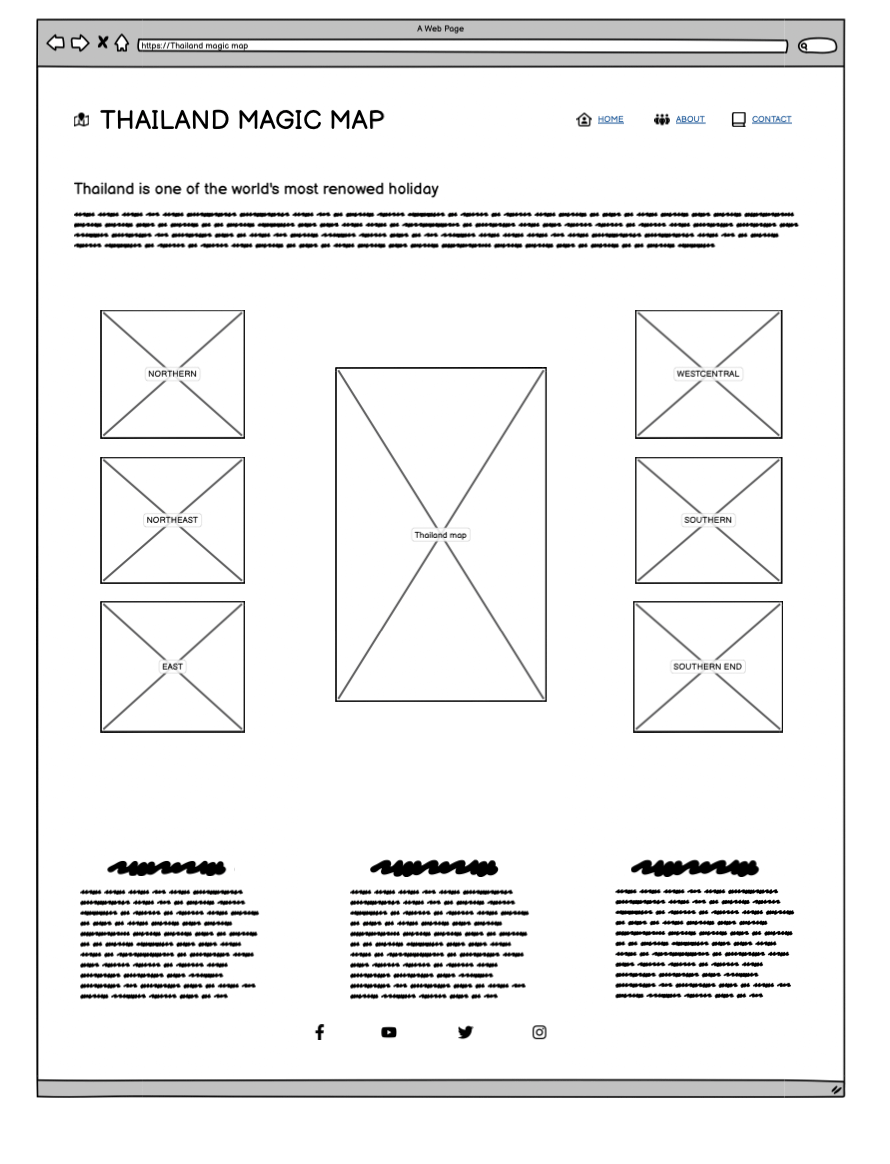 A Web Page
https://Thailand magic map
THAILAND MAGIC MAP
HOME
ABOUT
CONTACT
Thailand is one of the world's most renowed holiday
NORTHERN
WESTCENTRAL
NORTHEAST
SOUTHERN
Thailand map
EAST
SOUTHERN END